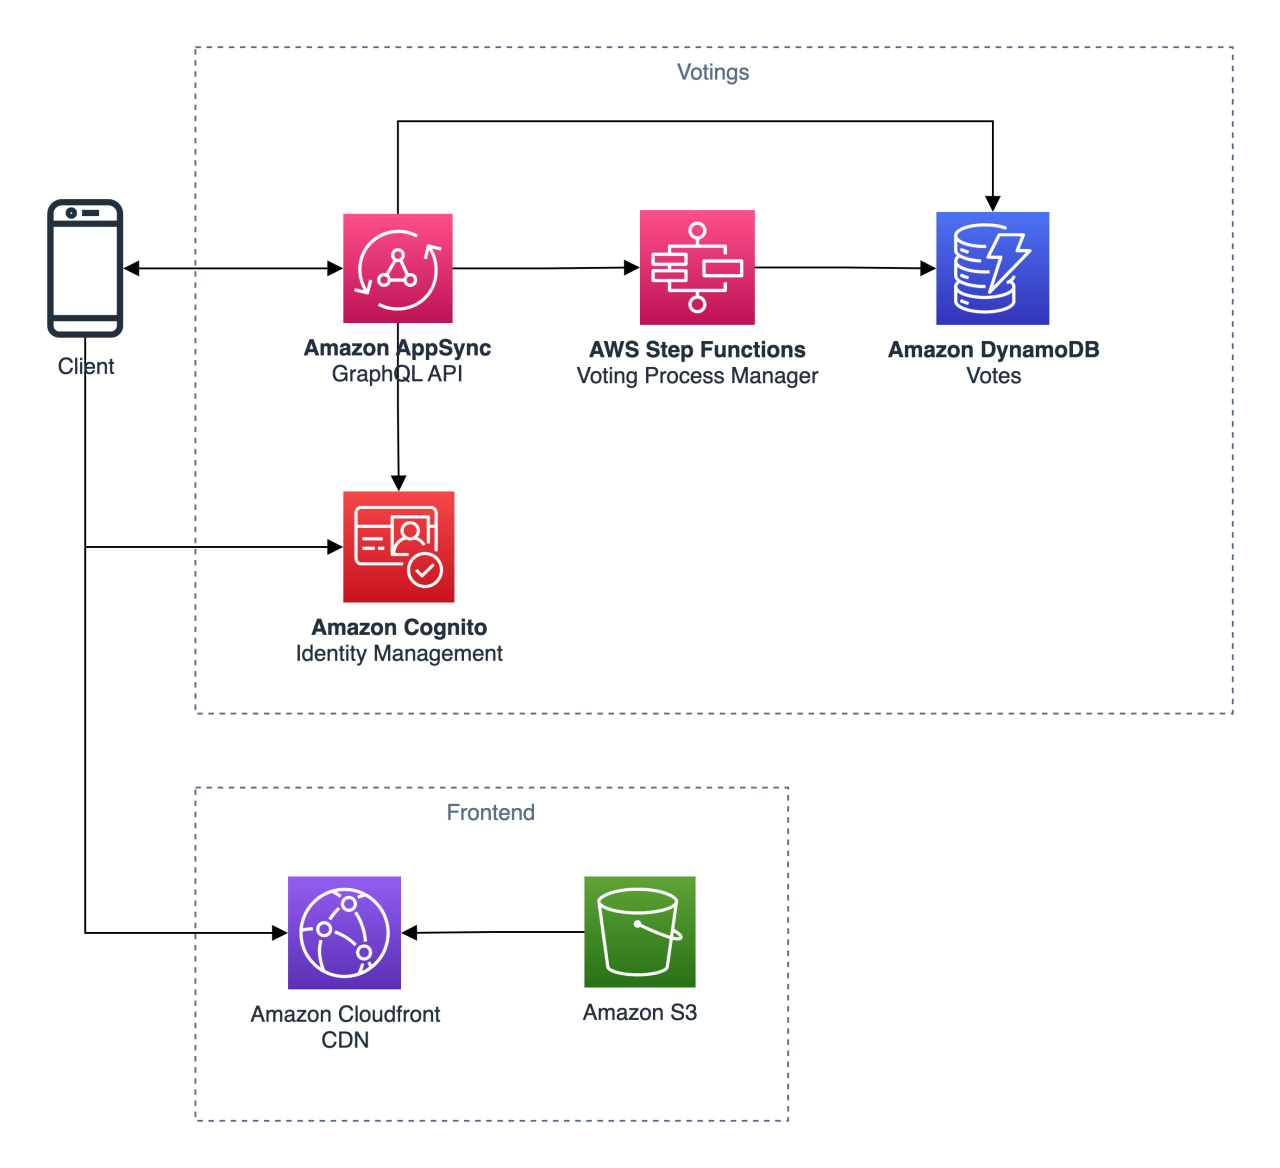 Votings
Client
Amazon AppSync
GraphQL API
AWS Step Functions
Voting Process Manager
Amazon DynamoDB
Votes
Amazon Cognito
Identity Management
Frontend
Amazon Cloudfront
CDN
Amazon S3